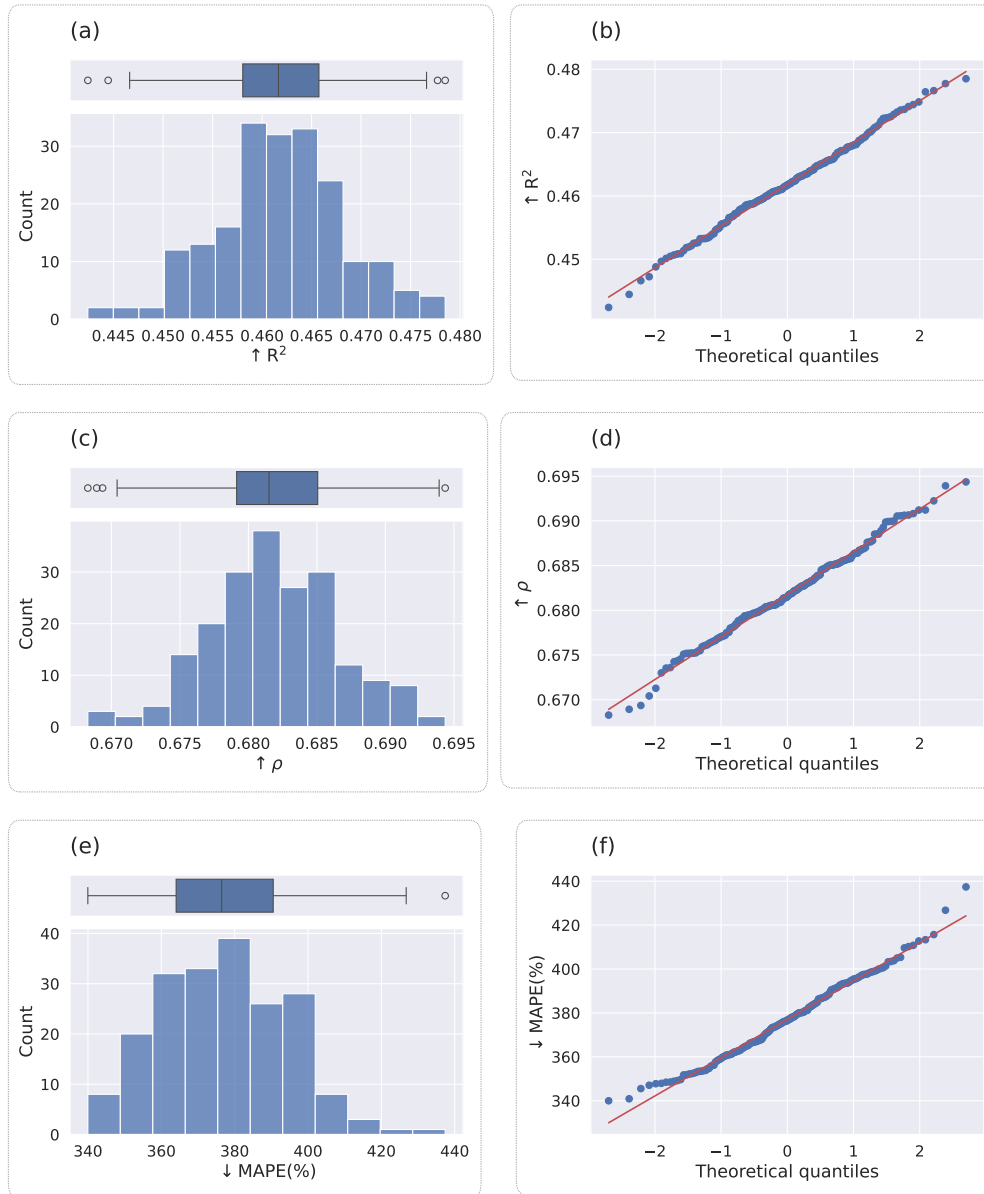 (a)
30
20
10
0
Count
0.445 0.450 0.455 0.460 0.465 0.470 0.475 0.480
↑ R²
(b)
0.48
0.47
0.46
0.45
↑ R²
−2 −1 0 1 2
Theoretical quantiles
(c)
30
20
10
0
Count
0.670 0.675 0.680 0.685 0.690 0.695
↑ ρ
(d)
0.695
0.690
0.685
0.680
0.675
0.670
↑ ρ
−2 −1 0 1 2
Theoretical quantiles
(e)
40
30
20
10
0
Count
340 360 380 400 420 440
↓ MAPE(%)
(f)
440
420
400
380
360
340
↓ MAPE(%)
−2 −1 0 1 2
Theoretical quantiles